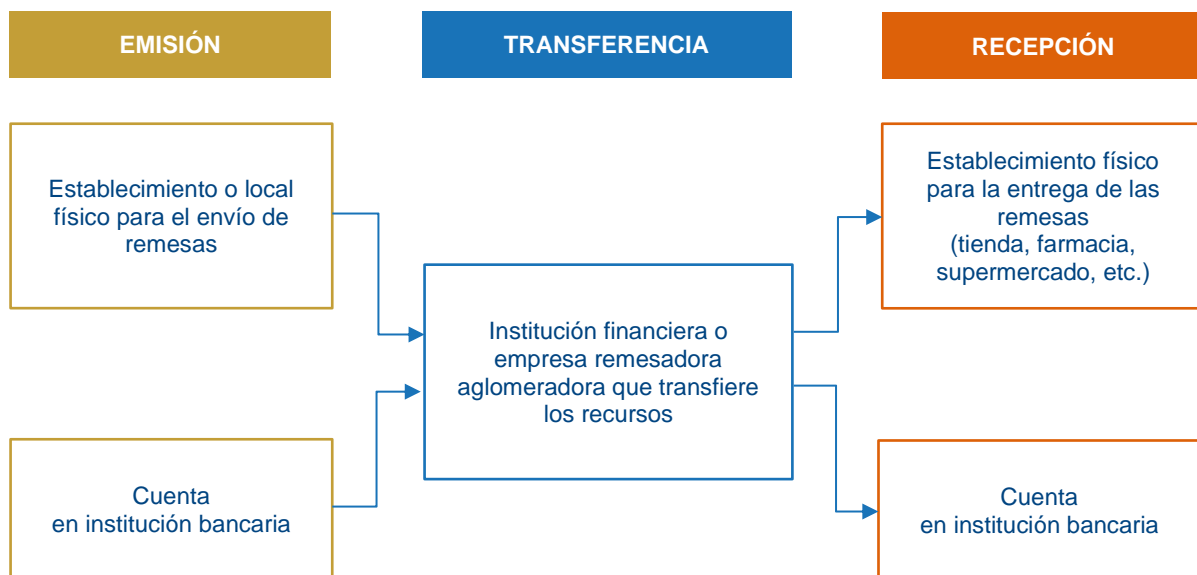 EMISIÓN
TRANSFERENCIA
RECEPCIÓN
Establecimiento o local
físico para el envío de
remesas
Cuenta
en institución bancaria
Institución financiera o
empresa remesadora
aglomeradora que transfiere
los recursos
Establecimiento físico
para la entrega de las
remesas
(tienda, farmacia,
supermercado, etc.)
Cuenta
en institución bancaria